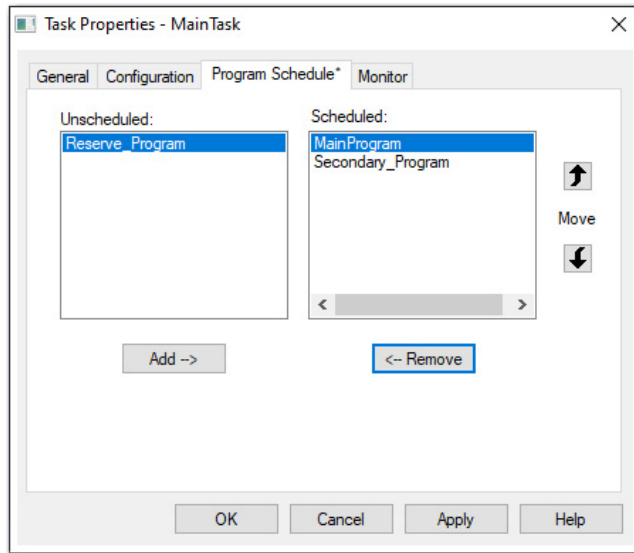 Task Properties - MainTask
General Configuration Program Schedule* Monitor
Unscheduled:
Reserve_Program
Scheduled:
MainProgram
Secondary_Program
Move
Add -->
<-- Remove
OK Cancel Apply Help